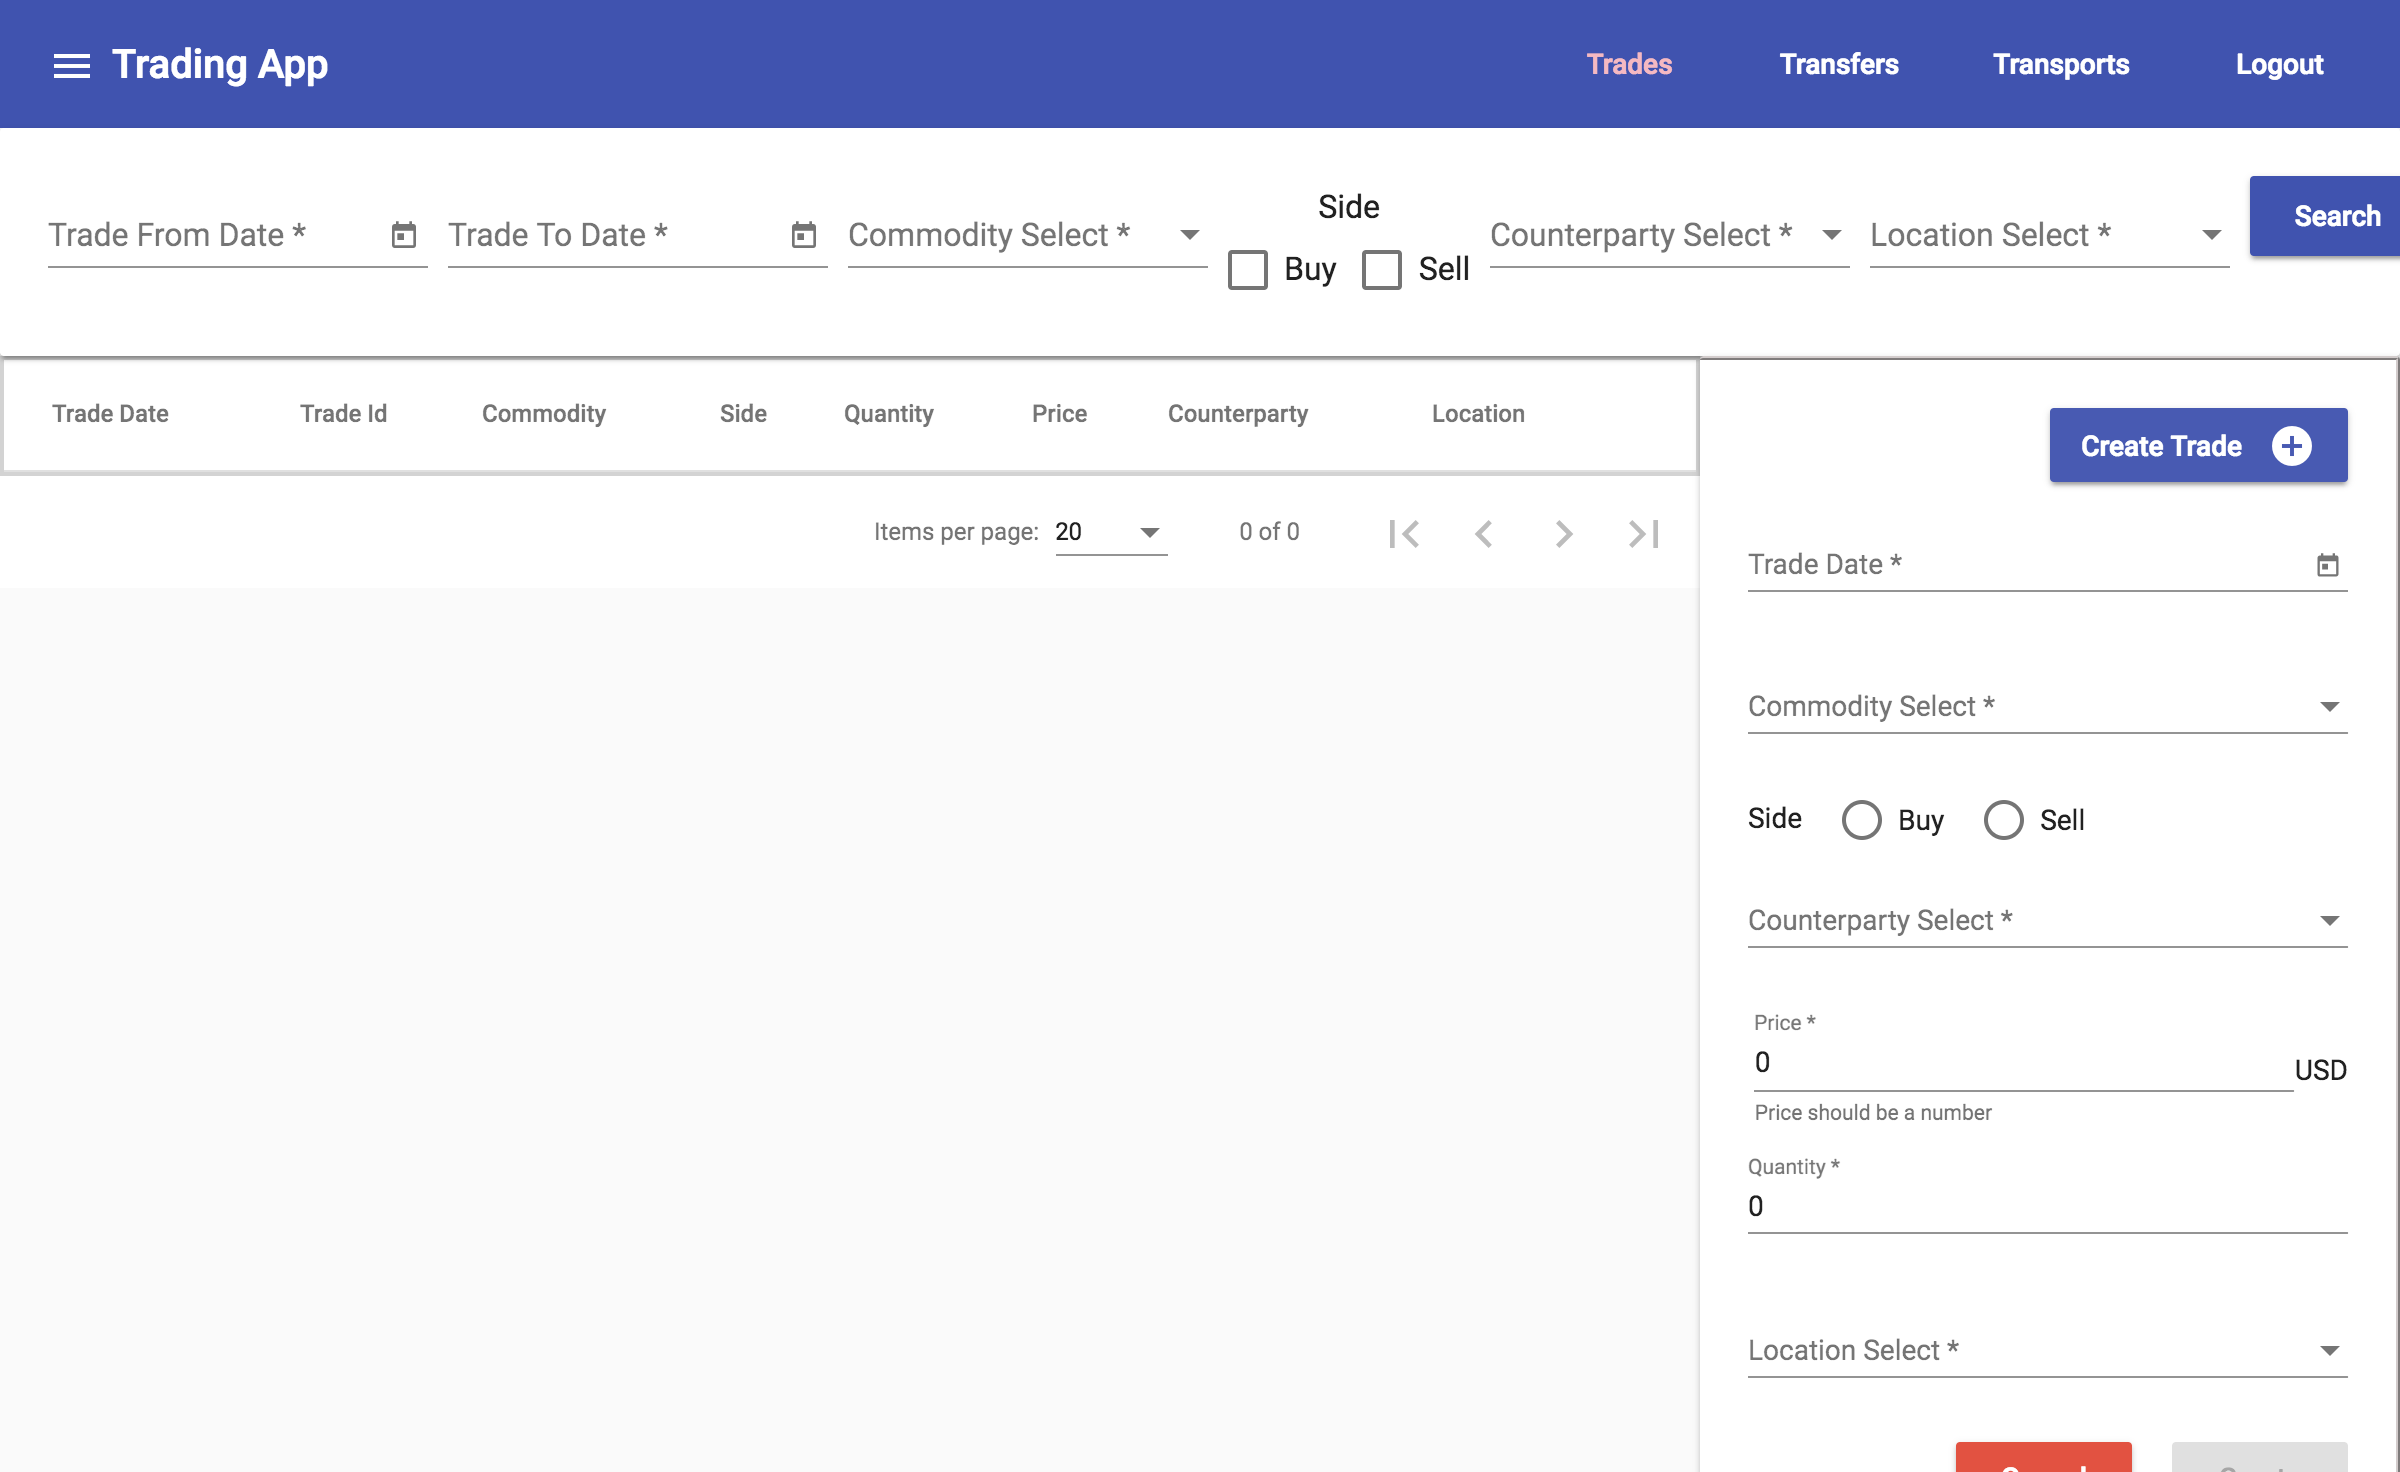 Trading App
Trades Transfers Transports Logout
Trade From Date * Trade To Date * Commodity Select * Side Buy Sell Counterparty Select * Location Select * Search
Trade Date Trade Id Commodity Side Quantity Price Counterparty Location
Items per page: 20 0 of 0
Create Trade
Trade Date *
Commodity Select *
Side Buy Sell
Counterparty Select *
Price *
0 USD
Price should be a number
Quantity *
0
Location Select *